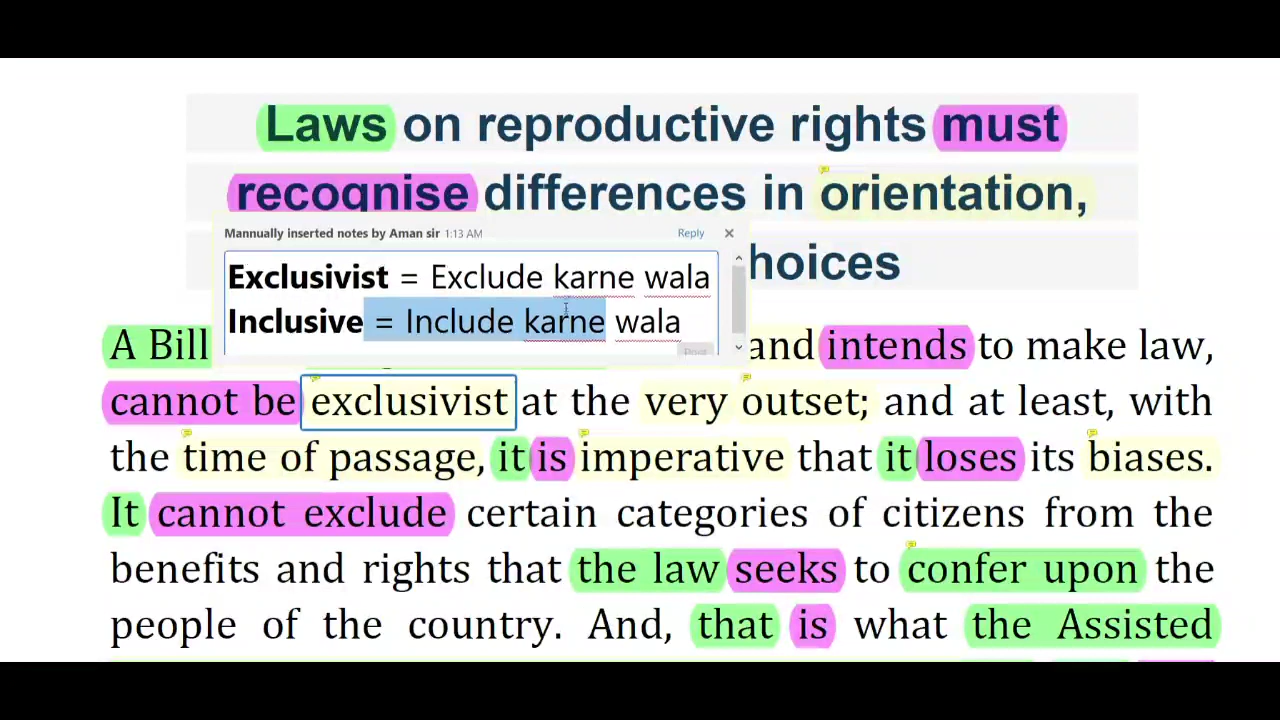 Laws on reproductive rights must
recognise differences in orientation,
hoices
Mannually inserted notes by Aman sir 1:13 AM Reply
Exclusivist = Exclude karne wala
Inclusive = Include karne wala
Post
A Bill and intends to make law,
cannot be exclusivist at the very outset; and at least, with
the time of passage, it is imperative that it loses its biases.
It cannot exclude certain categories of citizens from the
benefits and rights that the law seeks to confer upon the
people of the country. And, that is what the Assisted